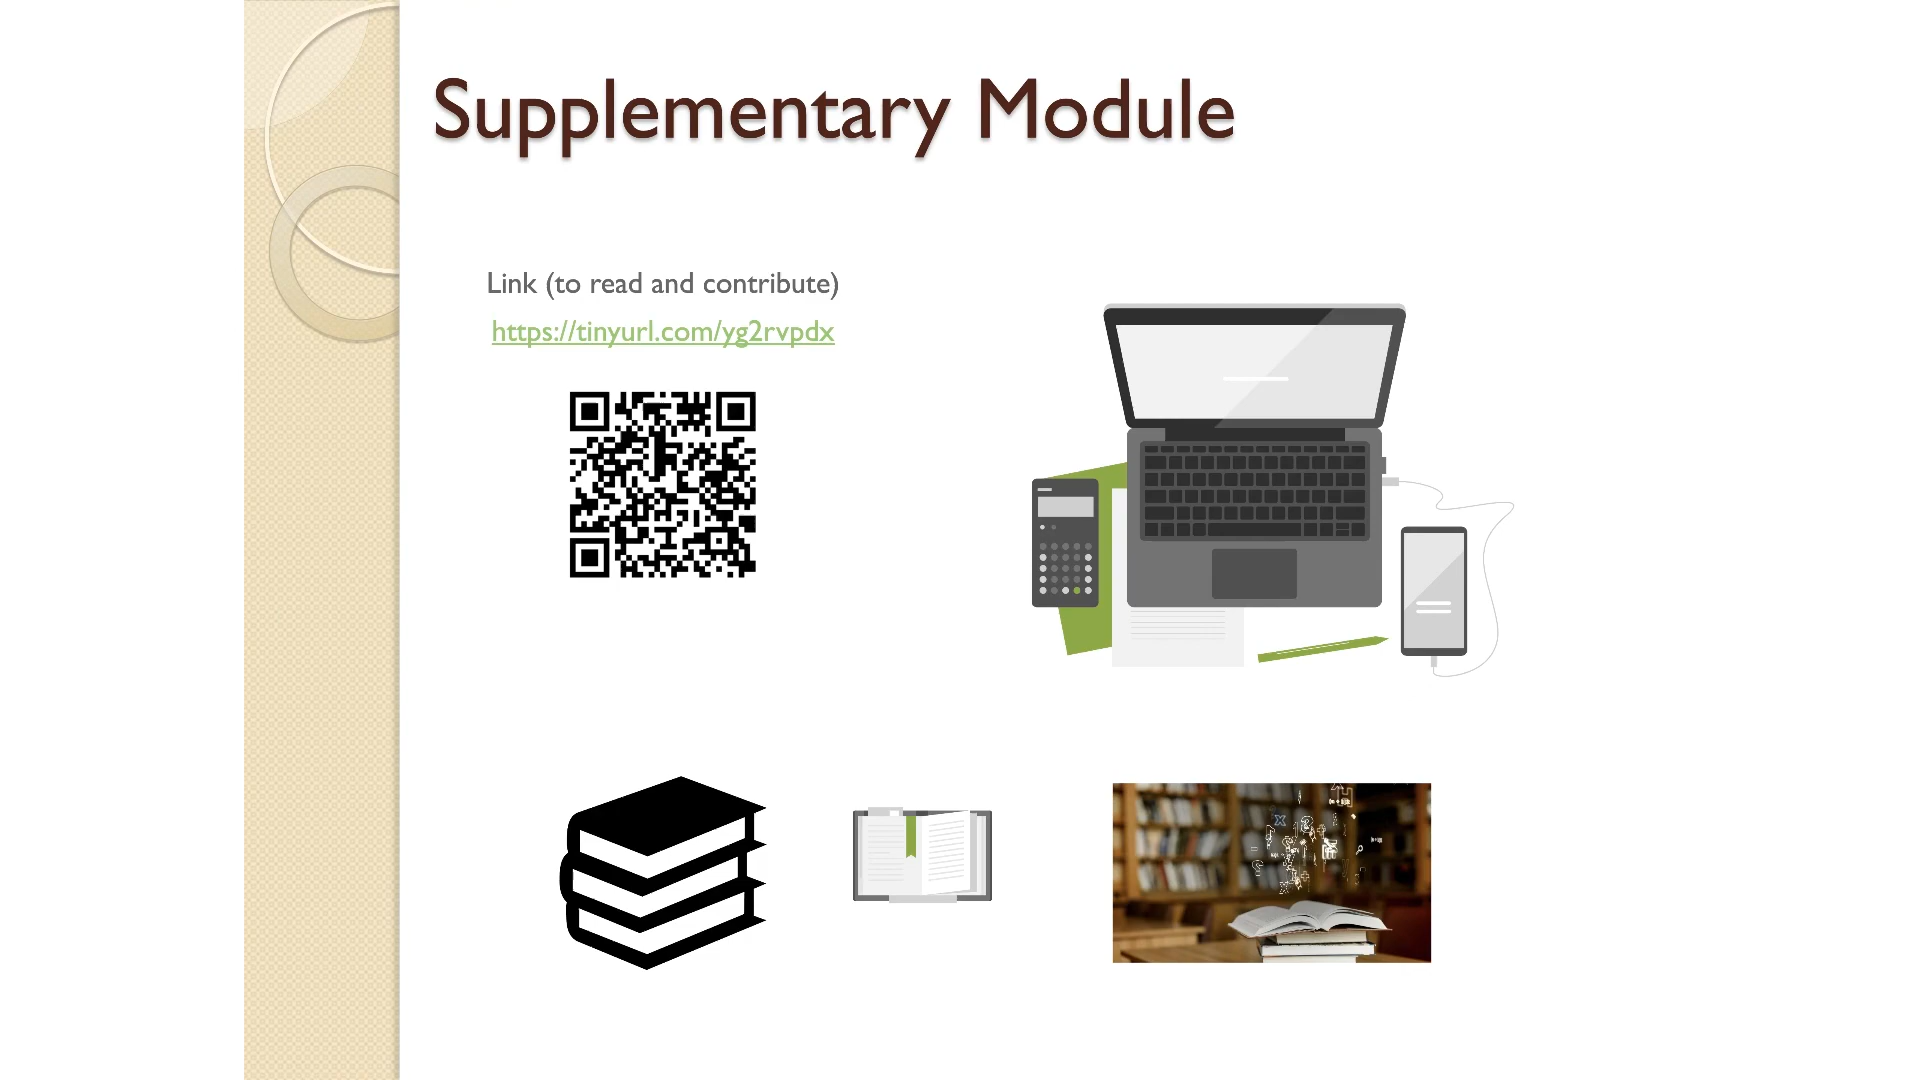 Supplementary Module
Link (to read and contribute)
https://tinyurl.com/yg2rvpdx